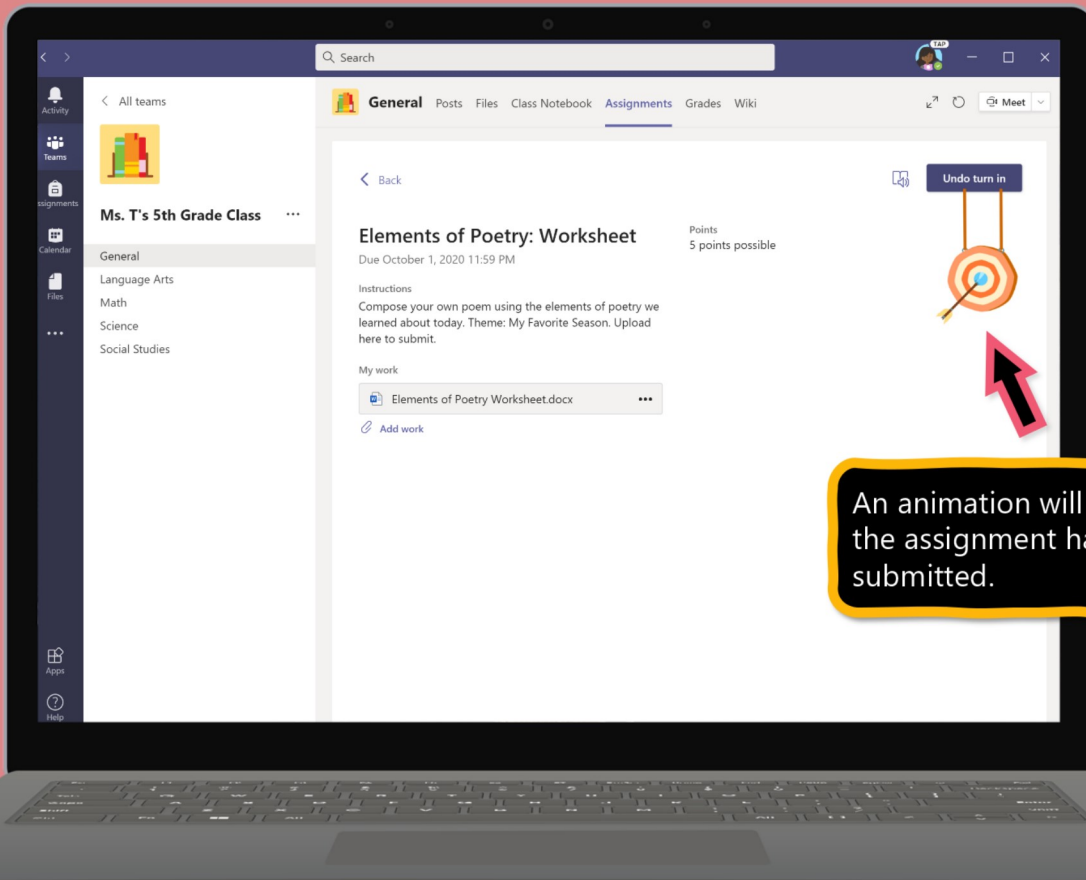 Search
TAP
Activity
Teams
ssignments
Calendar
Files
Apps
Help
All teams
Ms. T's 5th Grade Class
General
Language Arts
Math
Science
Social Studies
General Posts Files Class Notebook Assignments Grades Wiki
Meet
Back
Undo turn in
Elements of Poetry: Worksheet
Due October 1, 2020 11:59 PM
Points
5 points possible
Instructions
Compose your own poem using the elements of poetry we
learned about today. Theme: My Favorite Season. Upload
here to submit.
My work
Elements of Poetry Worksheet.docx
Add work
An animation will
the assignment ha
submitted.